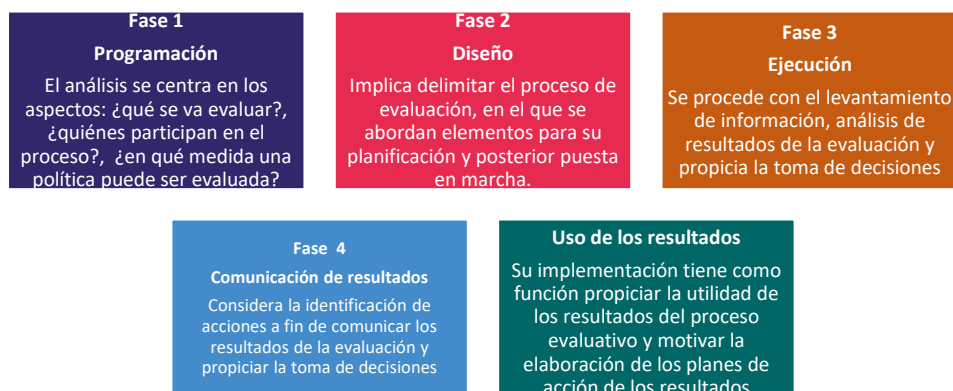 Fase 1
Programación
El análisis se centra en los
aspectos: ¿qué se va evaluar?,
¿quiénes participan en el
proceso?, ¿en qué medida una
política puede ser evaluada?
Fase 2
Diseño
Implica delimitar el proceso de
evaluación, en el que se
abordan elementos para su
planificación y posterior puesta
en marcha.
Fase 3
Ejecución
Se procede con el levantamiento
de información, análisis de
resultados de la evaluación y
propicia la toma de decisiones
Fase 4
Comunicación de resultados
Considera la identificación de
acciones a fin de comunicar los
resultados de la evaluación y
propiciar la toma de decisiones
Uso de los resultados
Su implementación tiene como
función propiciar la utilidad de
los resultados del proceso
evaluativo y motivar la
elaboración de los planes de
acción de los resultados